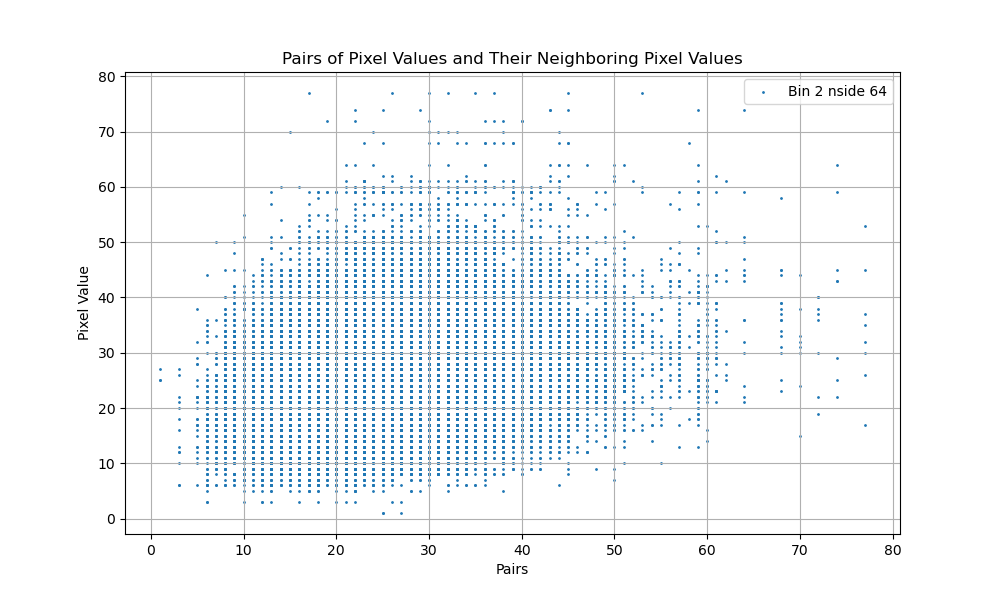 Pairs of Pixel Values and Their Neighboring Pixel Values
Bin 2 nside 64
Pixel Value
80
70
60
50
40
30
20
10
0
0 10 20 30 40 50 60 70 80
Pairs